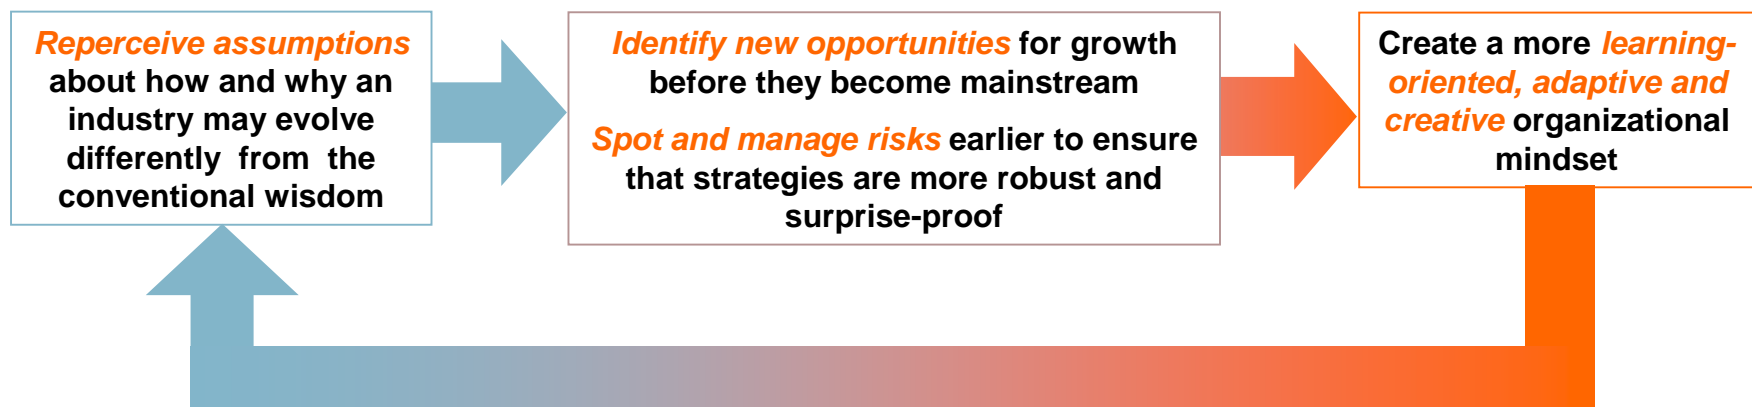 Reperceive assumptions
about how and why an
industry may evolve
differently from the
conventional wisdom
Identify new opportunities for growth
before they become mainstream
Spot and manage risks earlier to ensure
that strategies are more robust and
surprise-proof
Create a more learning-
oriented, adaptive and
creative organizational
mindset